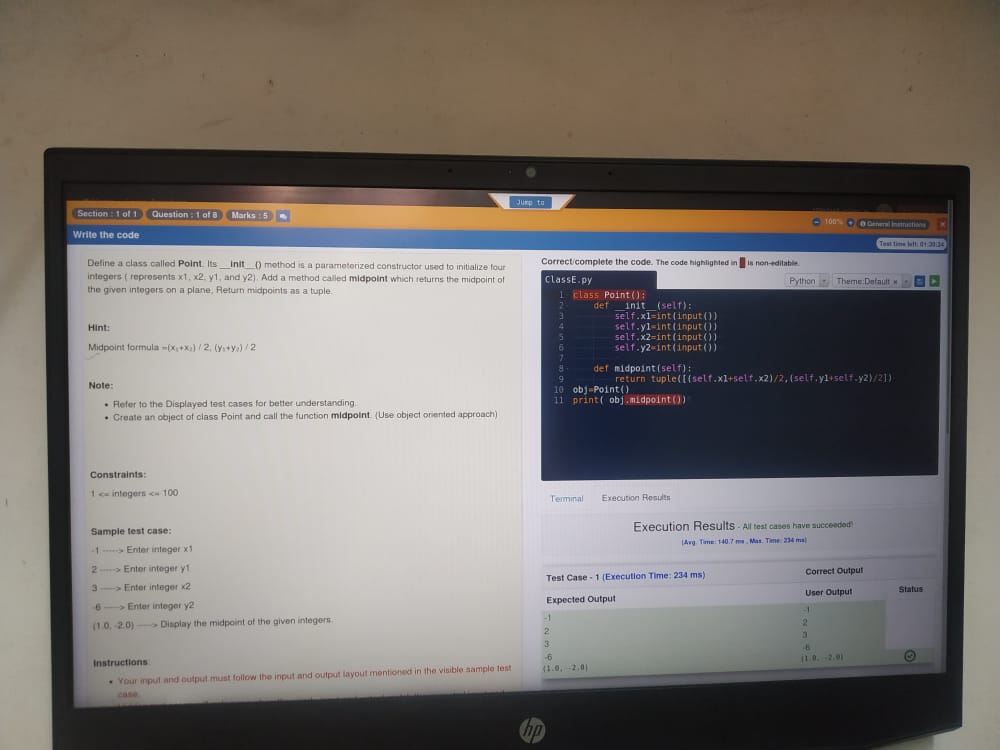 Jump to
Section : 1 of 1 Question : 1 of 8 Marks : 5
100% General Instructions
Write the code
Test time left: 01:30:34
Define a class called Point. Its __init__() method is a parameterized constructor used to initialize four
integers ( represents x1, x2, y1, and y2). Add a method called midpoint which returns the midpoint of
the given integers on a plane, Return midpoints as a tuple.
Hint:
Midpoint formula =(x₁+x₂) / 2, (y₁+y₂) / 2
Note:
• Refer to the Displayed test cases for better understanding.
• Create an object of class Point and call the function midpoint. (Use object oriented approach)
Constraints:
1 <= integers <= 100
Sample test case:
-1 -----> Enter integer x1
2 -----> Enter integer y1
3 -----> Enter integer x2
-6 -----> Enter integer y2
(1.0, -2.0) -----> Display the midpoint of the given integers.
Instructions
• Your input and output must follow the input and output layout mentioned in the visible sample test
case.
Correct/complete the code. The code highlighted in is non-editable.
ClassE.py
Python Theme:Default
1 class Point():
2 def __init__(self):
3 self.x1=int(input())
4 self.y1=int(input())
5 self.x2=int(input())
6 self.y2=int(input())
7
8 def midpoint(self):
9 return tuple([(self.x1+self.x2)/2,(self.y1+self.y2)/2])
10 obj=Point()
11 print( obj.midpoint())
Terminal Execution Results
Execution Results - All test cases have succeeded!
(Avg. Time: 140.7 ms , Max. Time: 234 ms)
Test Case - 1 (Execution Time: 234 ms) Correct Output
Expected Output User Output Status
-1 -1
2 2
3 3
-6 -6
(1.0, -2.0) (1.0, -2.0)
hp